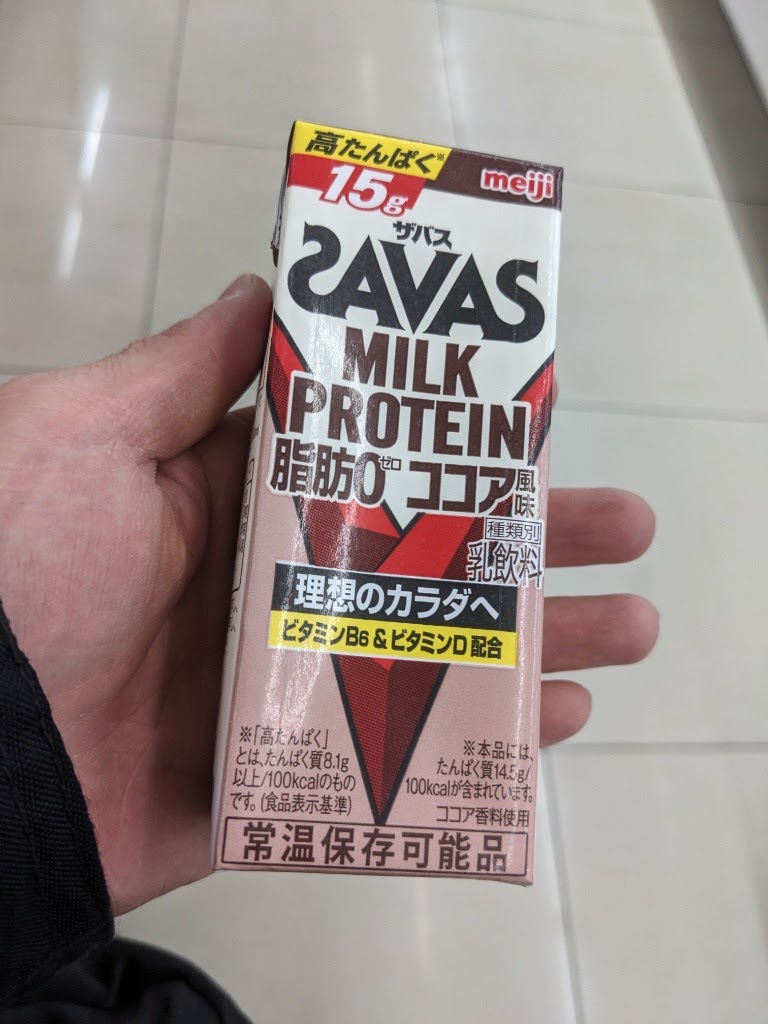 高たんぱく※
15g
meiji
ザバス
SAVAS
MILK
PROTEIN
脂肪0ゼロ ココア風味
種類別
乳飲料
理想のカラダへ
ビタミンB6&ビタミンD配合
※「高たんぱく」
とは、たんぱく質8.1g
以上/100kcalのもの
です。(食品表示基準)
※本品には、
たんぱく質14.5g/
100kcalが含まれています。
ココア香料使用
常温保存可能品